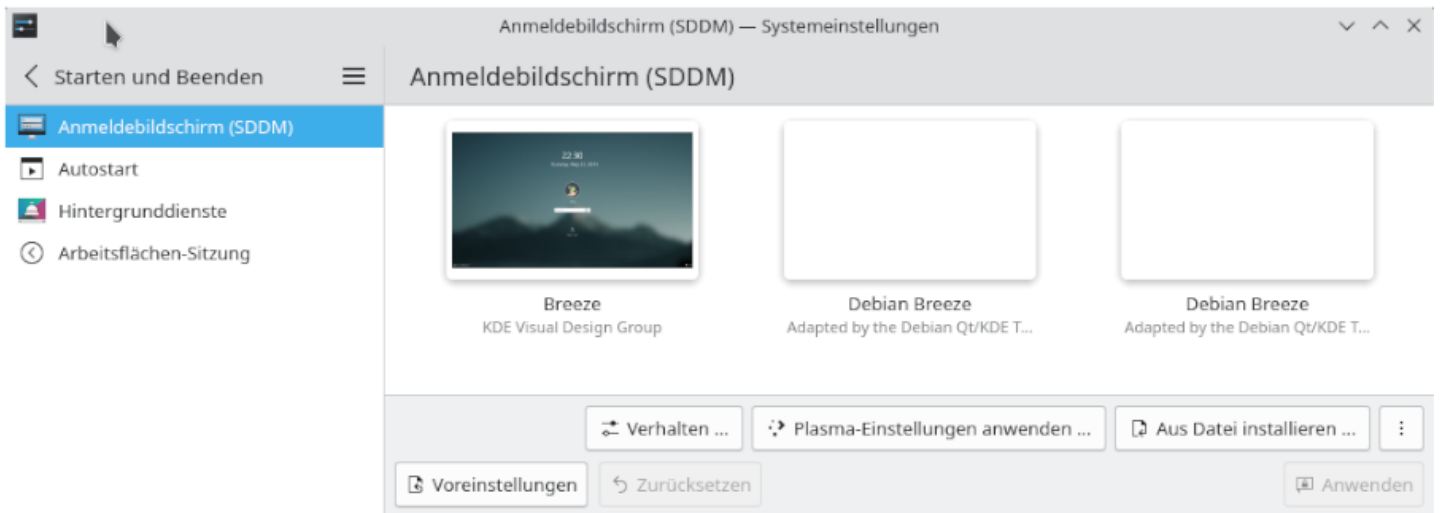 Anmeldebildschirm (SDDM) — Systemeinstellungen
Starten und Beenden
Anmeldebildschirm (SDDM)
Anmeldebildschirm (SDDM)
Autostart
Hintergrunddienste
Arbeitsflächen-Sitzung
22:30
Breeze
KDE Visual Design Group
Debian Breeze
Adapted by the Debian Qt/KDE T...
Debian Breeze
Adapted by the Debian Qt/KDE T...
Verhalten ...
Plasma-Einstellungen anwenden ...
Aus Datei installieren ...
Voreinstellungen
Zurücksetzen
Anwenden